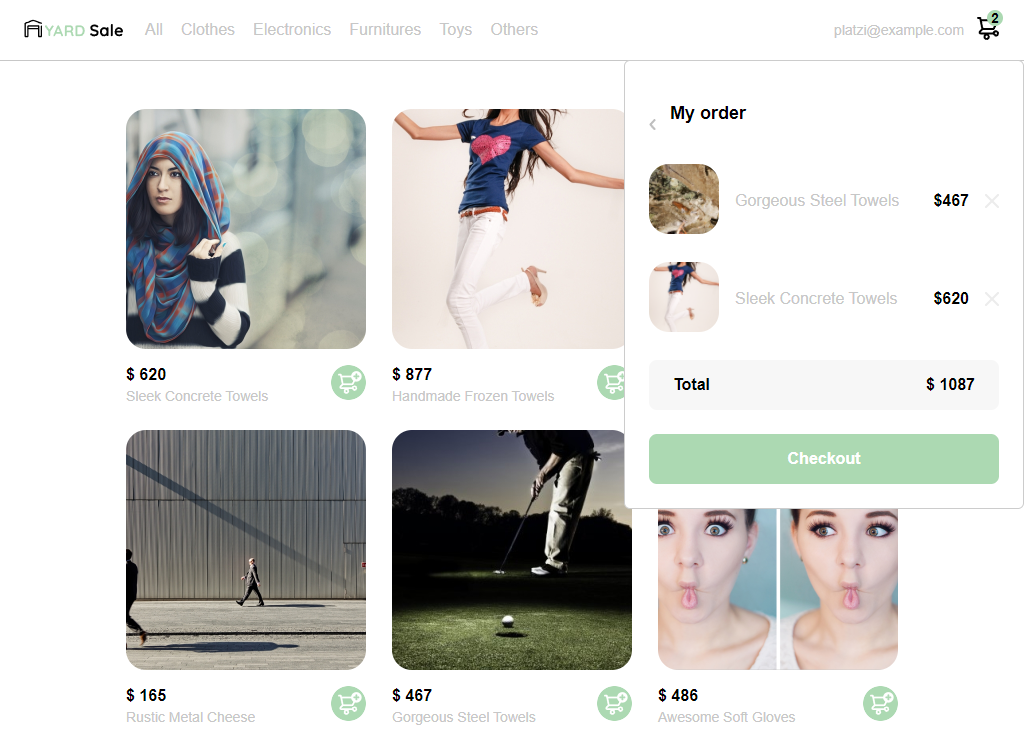 YARD Sale
All Clothes Electronics Furnitures Toys Others
platzi@example.com
2
My order
Gorgeous Steel Towels $467
Sleek Concrete Towels $620
Total $ 1087
Checkout
$ 620
Sleek Concrete Towels
$ 877
Handmade Frozen Towels
$ 165
Rustic Metal Cheese
$ 467
Gorgeous Steel Towels
$ 486
Awesome Soft Gloves